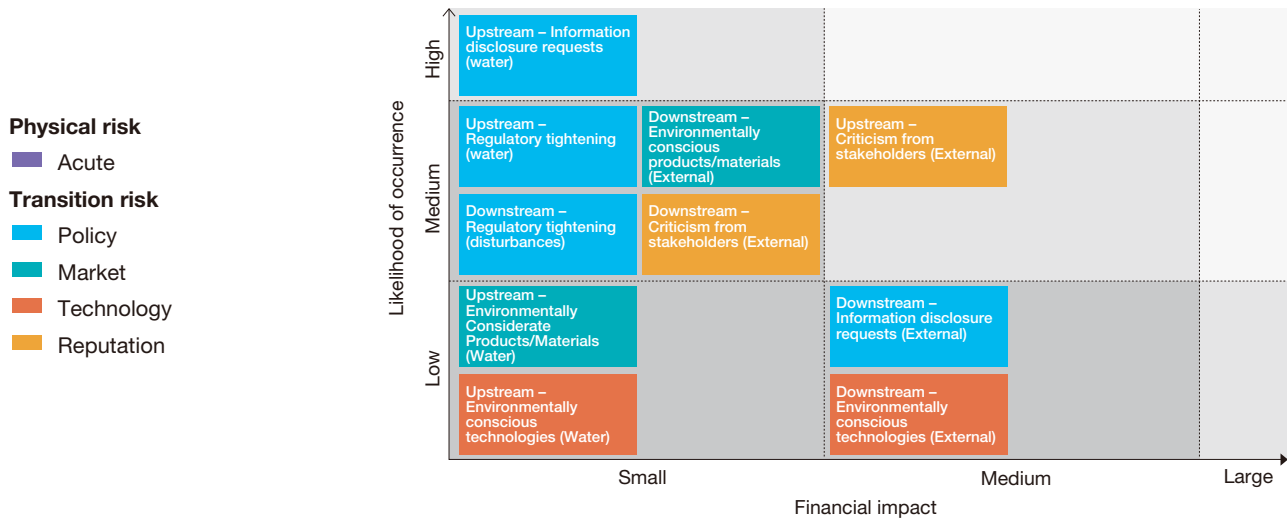 Physical risk
Acute
Transition risk
Policy
Market
Technology
Reputation
Likelihood of occurrence
High
Medium
Low
Upstream – Information
disclosure requests
(water)
Upstream –
Regulatory tightening
(water)
Downstream –
Environmentally
conscious
products/materials
(External)
Upstream –
Criticism from
stakeholders (External)
Downstream –
Regulatory tightening
(disturbances)
Downstream –
Criticism from
stakeholders (External)
Upstream –
Environmentally
Considerate
Products/Materials
(Water)
Downstream –
Information disclosure
requests (External)
Upstream –
Environmentally
conscious
technologies (Water)
Downstream –
Environmentally
conscious
technologies (External)
Small
Medium
Large
Financial impact